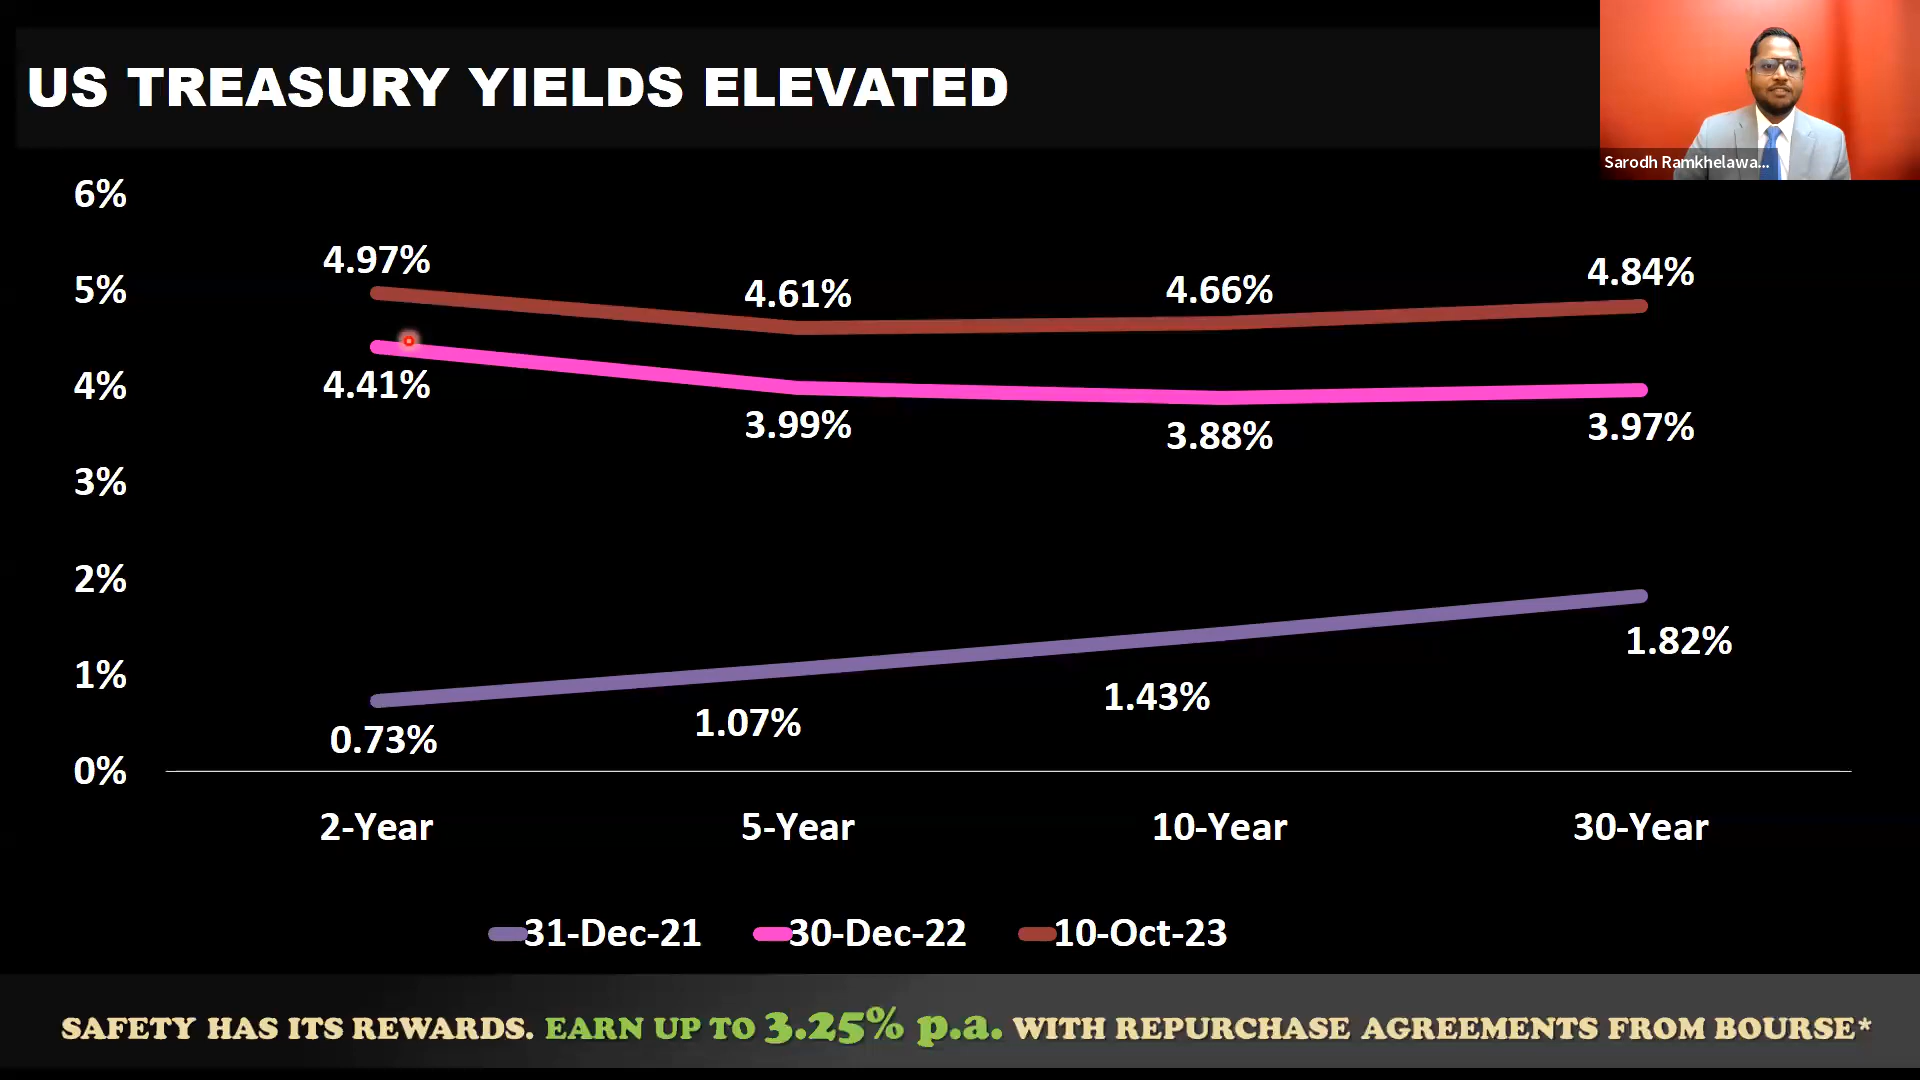 US TREASURY YIELDS ELEVATED
Sarodh Ramkhelawa...
6%
5%
4%
3%
2%
1%
0%
4.97%
4.61%
4.66%
4.84%
4.41%
3.99%
3.88%
3.97%
0.73%
1.07%
1.43%
1.82%
2-Year
5-Year
10-Year
30-Year
31-Dec-21
30-Dec-22
10-Oct-23
SAFETY HAS ITS REWARDS. EARN UP TO 3.25% p.a. WITH REPURCHASE AGREEMENTS FROM BOURSE*